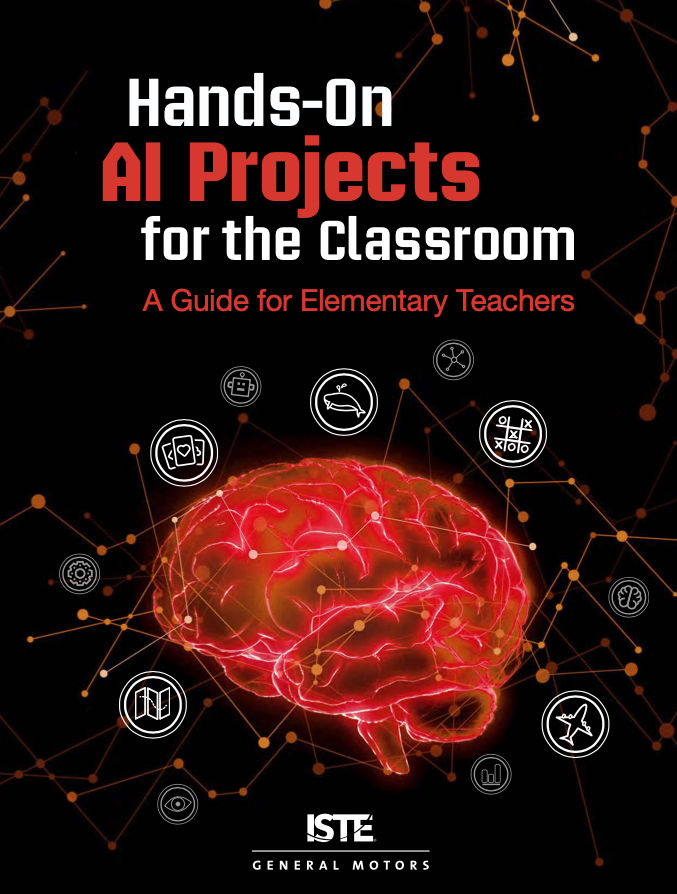 Hands-On
AI Projects
for the Classroom
A Guide for Elementary Teachers
ISTE
GENERAL MOTORS